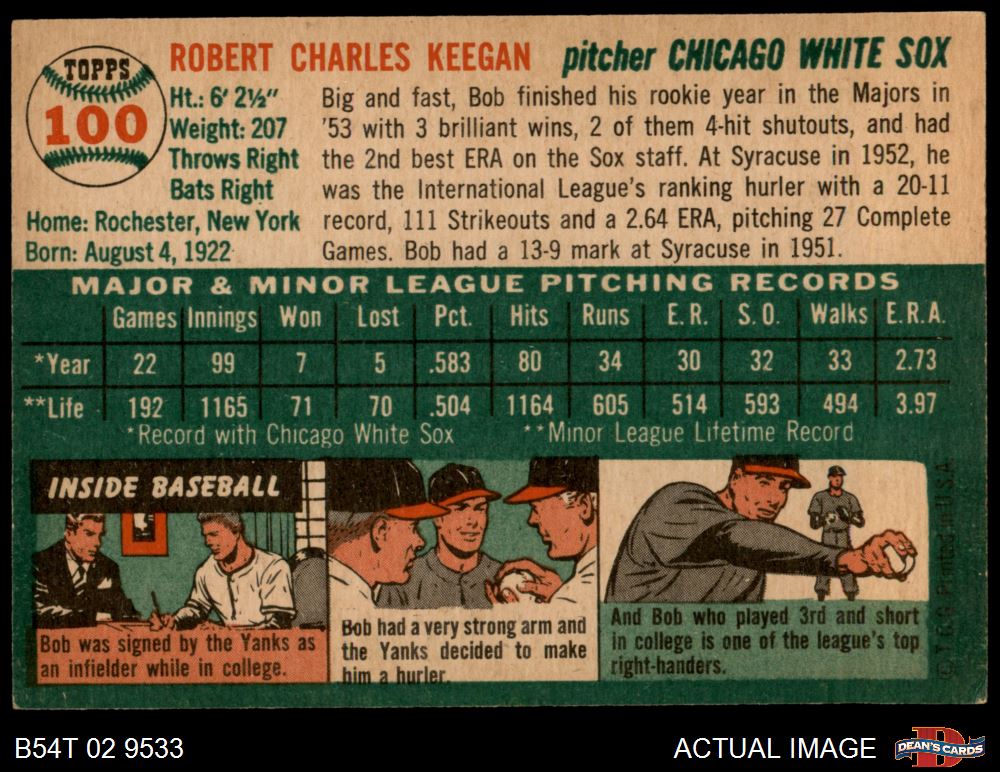 TOPPS
100
ROBERT CHARLES KEEGAN pitcher CHICAGO WHITE SOX
Ht.: 6' 2½"
Weight: 207
Throws Right
Bats Right
Home: Rochester, New York
Born: August 4, 1922
Big and fast, Bob finished his rookie year in the Majors in
'53 with 3 brilliant wins, 2 of them 4-hit shutouts, and had
the 2nd best ERA on the Sox staff. At Syracuse in 1952, he
was the International League's ranking hurler with a 20-11
record, 111 Strikeouts and a 2.64 ERA, pitching 27 Complete
Games. Bob had a 13-9 mark at Syracuse in 1951.
MAJOR & MINOR LEAGUE PITCHING RECORDS
Games Innings Won Lost Pct. Hits Runs E.R. S.O. Walks E.R.A.
*Year 22 99 7 5 .583 80 34 30 32 33 2.73
**Life 192 1165 71 70 .504 1164 605 514 593 494 3.97
*Record with Chicago White Sox **Minor League Lifetime Record
INSIDE BASEBALL
Bob was signed by the Yanks as
an infielder while in college.
Bob had a very strong arm and
the Yanks decided to make
him a hurler.
And Bob who played 3rd and short
in college is one of the league's top
right-handers.
© T.C.G. Printed in U.S.A.
B54T 02 9533
ACTUAL IMAGE
DEAN'S CARDS